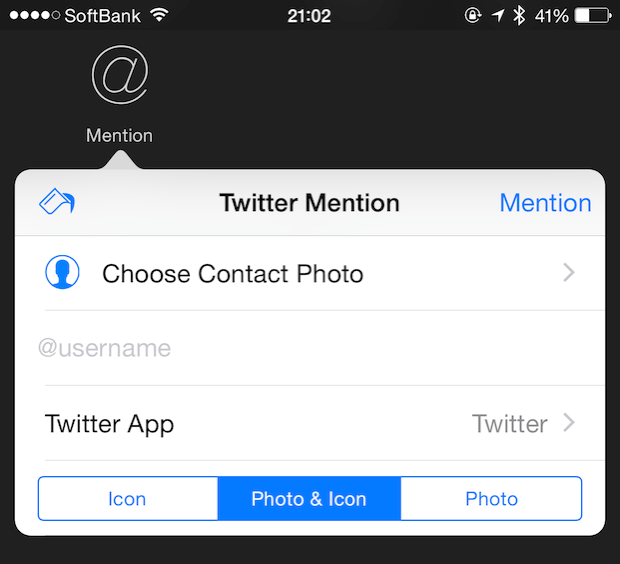 SoftBank 21:02 41%
@
Mention
Twitter Mention Mention
Choose Contact Photo
@username
Twitter App Twitter
Icon Photo & Icon Photo